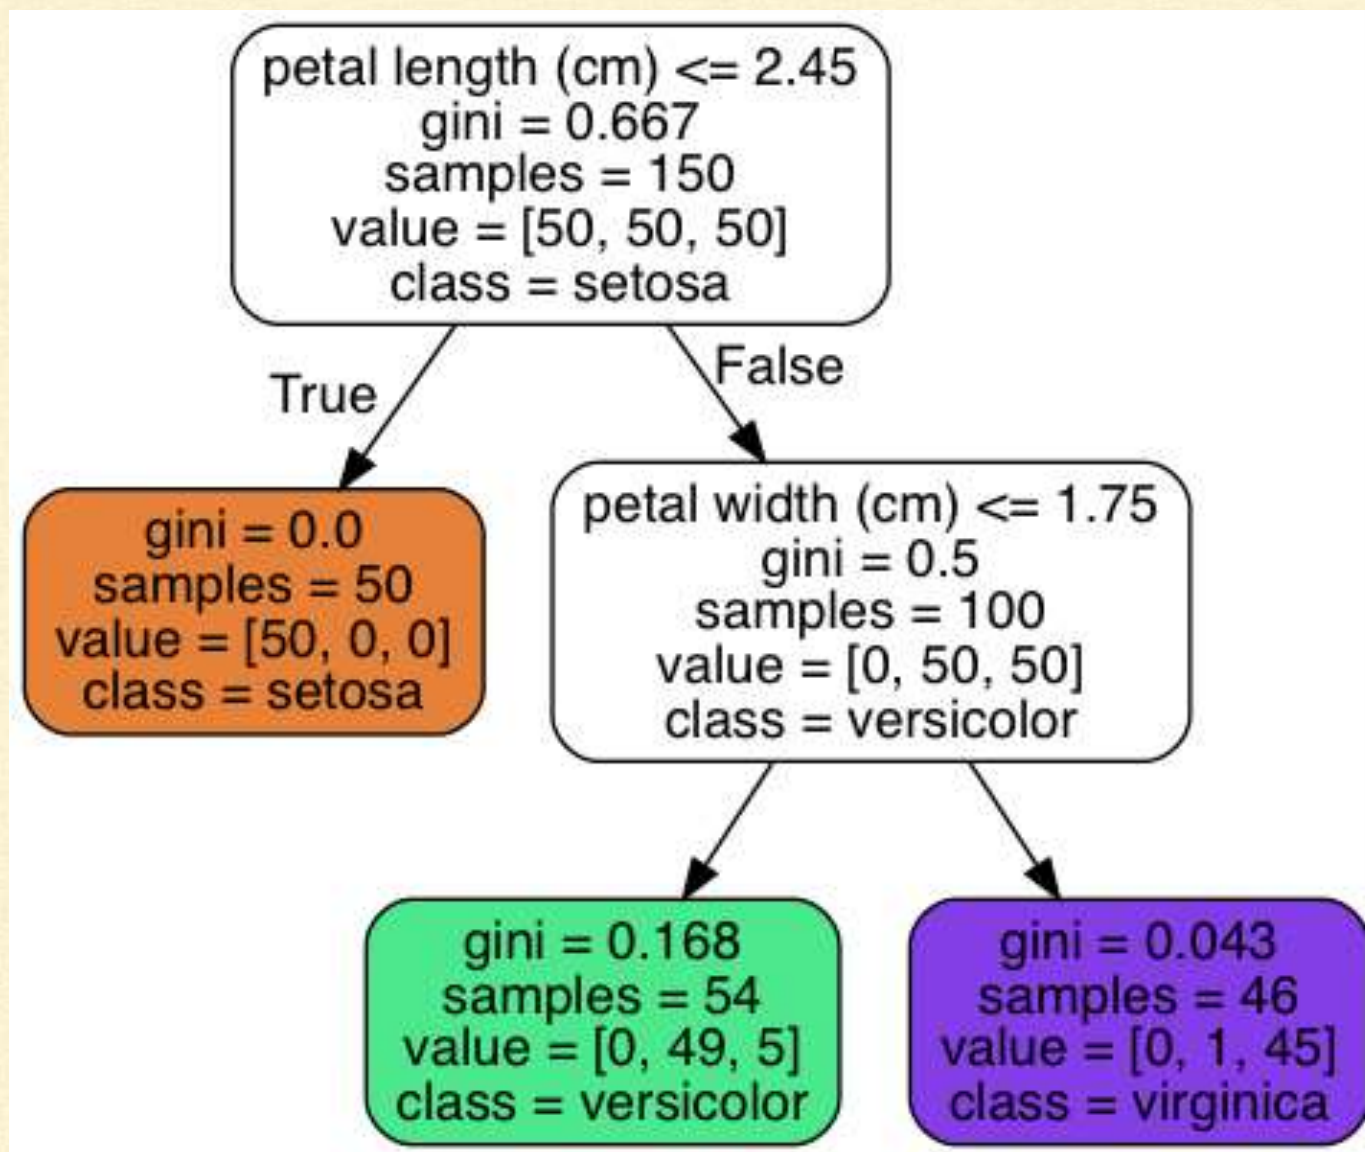 petal length (cm) <= 2.45
gini = 0.667
samples = 150
value = [50, 50, 50]
class = setosa
True
False
gini = 0.0
samples = 50
value = [50, 0, 0]
class = setosa
petal width (cm) <= 1.75
gini = 0.5
samples = 100
value = [0, 50, 50]
class = versicolor
gini = 0.168
samples = 54
value = [0, 49, 5]
class = versicolor
gini = 0.043
samples = 46
value = [0, 1, 45]
class = virginica